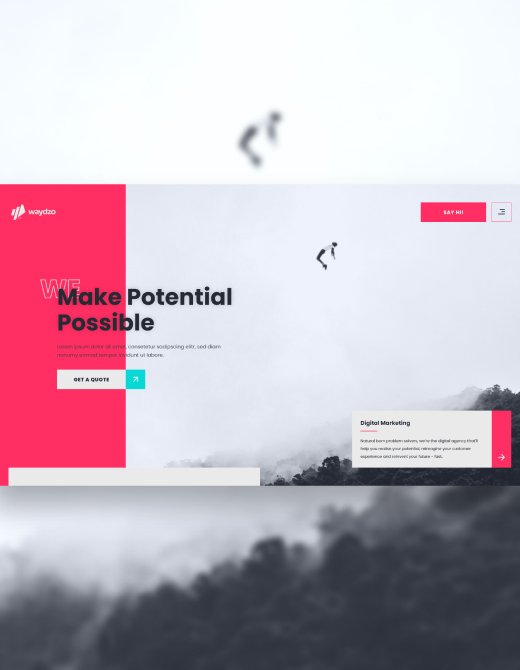 waydzo
SAY HI!
WE
Make Potential
Possible
Lorem ipsum dolor sit amet, consetetur sadipscing elitr, sed diam
nonumy eirmod tempor invidunt ut labore.
GET A QUOTE
Digital Marketing
Natural born problem solvers, we're the digital agency that'll
help you realise your potential, reimagine your customer
experience and reinvent your future – fast.